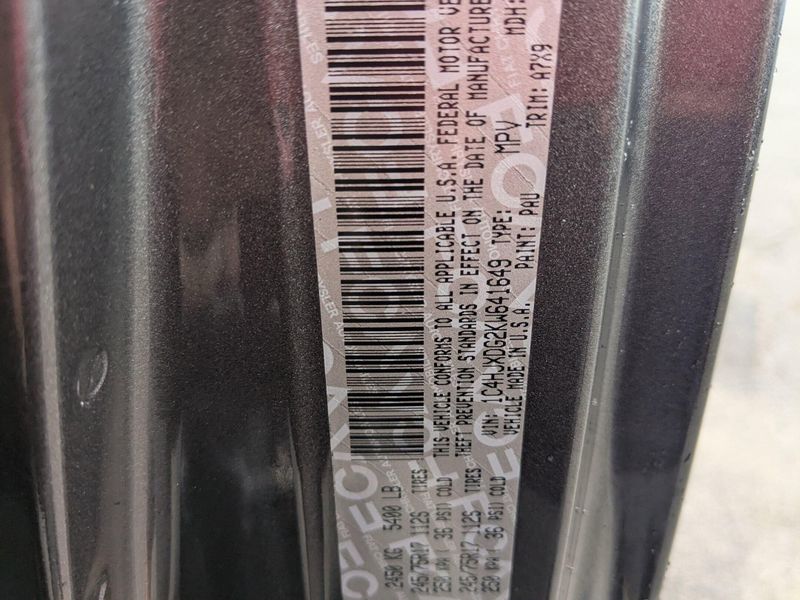 2450 KG 5400 LB
245/75R17 112S TIRES
250 KPA ( 36 PSI) COLD
245/75R17 112S TIRES
250 KPA ( 36 PSI) COLD
THIS VEHICLE CONFORMS TO ALL APPLICABLE U.S.A. FEDERAL MOTOR VE
THEFT PREVENTION STANDARDS IN EFFECT ON THE DATE OF MANUFACTURE
VIN: 1C4HJXDG2KW641649 TYPE: MPV MDH:
VEHICLE MADE IN U.S.A. PAINT: PAU TRIM: A7X9